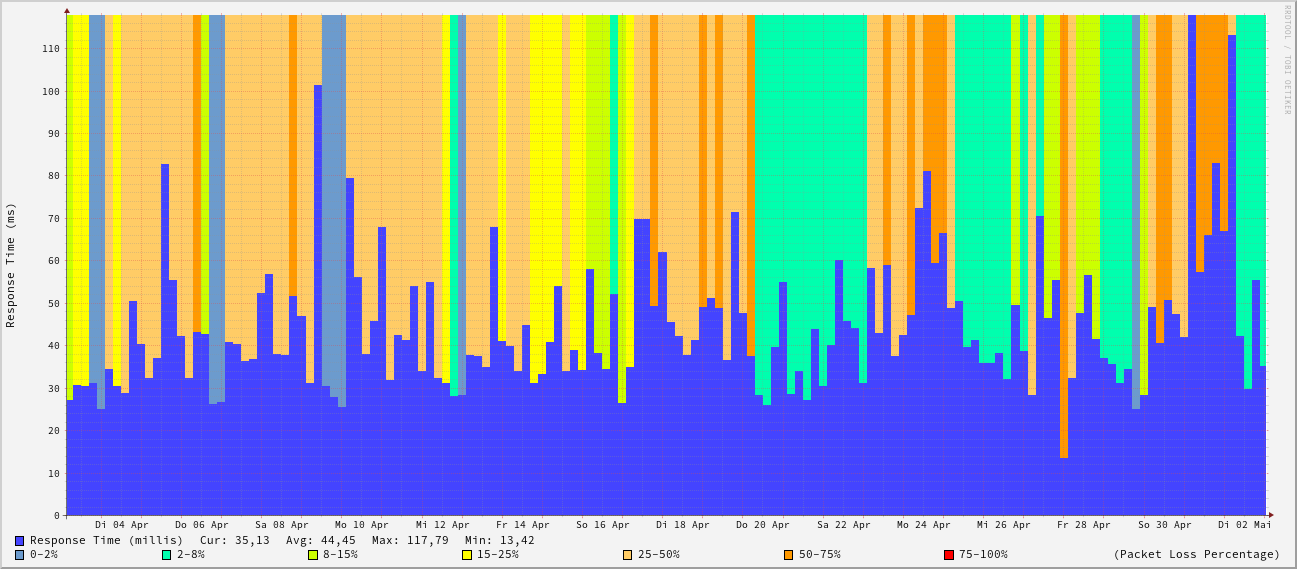 RRDTOOL / TOBI OETIKER
Response Time (ms)
110
100
90
80
70
60
50
40
30
20
10
0
Di 04 Apr Do 06 Apr Sa 08 Apr Mo 10 Apr Mi 12 Apr Fr 14 Apr So 16 Apr Di 18 Apr Do 20 Apr Sa 22 Apr Mo 24 Apr Mi 26 Apr Fr 28 Apr So 30 Apr Di 02 Mai
Response Time (millis) Cur: 35,13 Avg: 44,45 Max: 117,79 Min: 13,42
0-2% 2-8% 8-15% 15-25% 25-50% 50-75% 75-100% (Packet Loss Percentage)